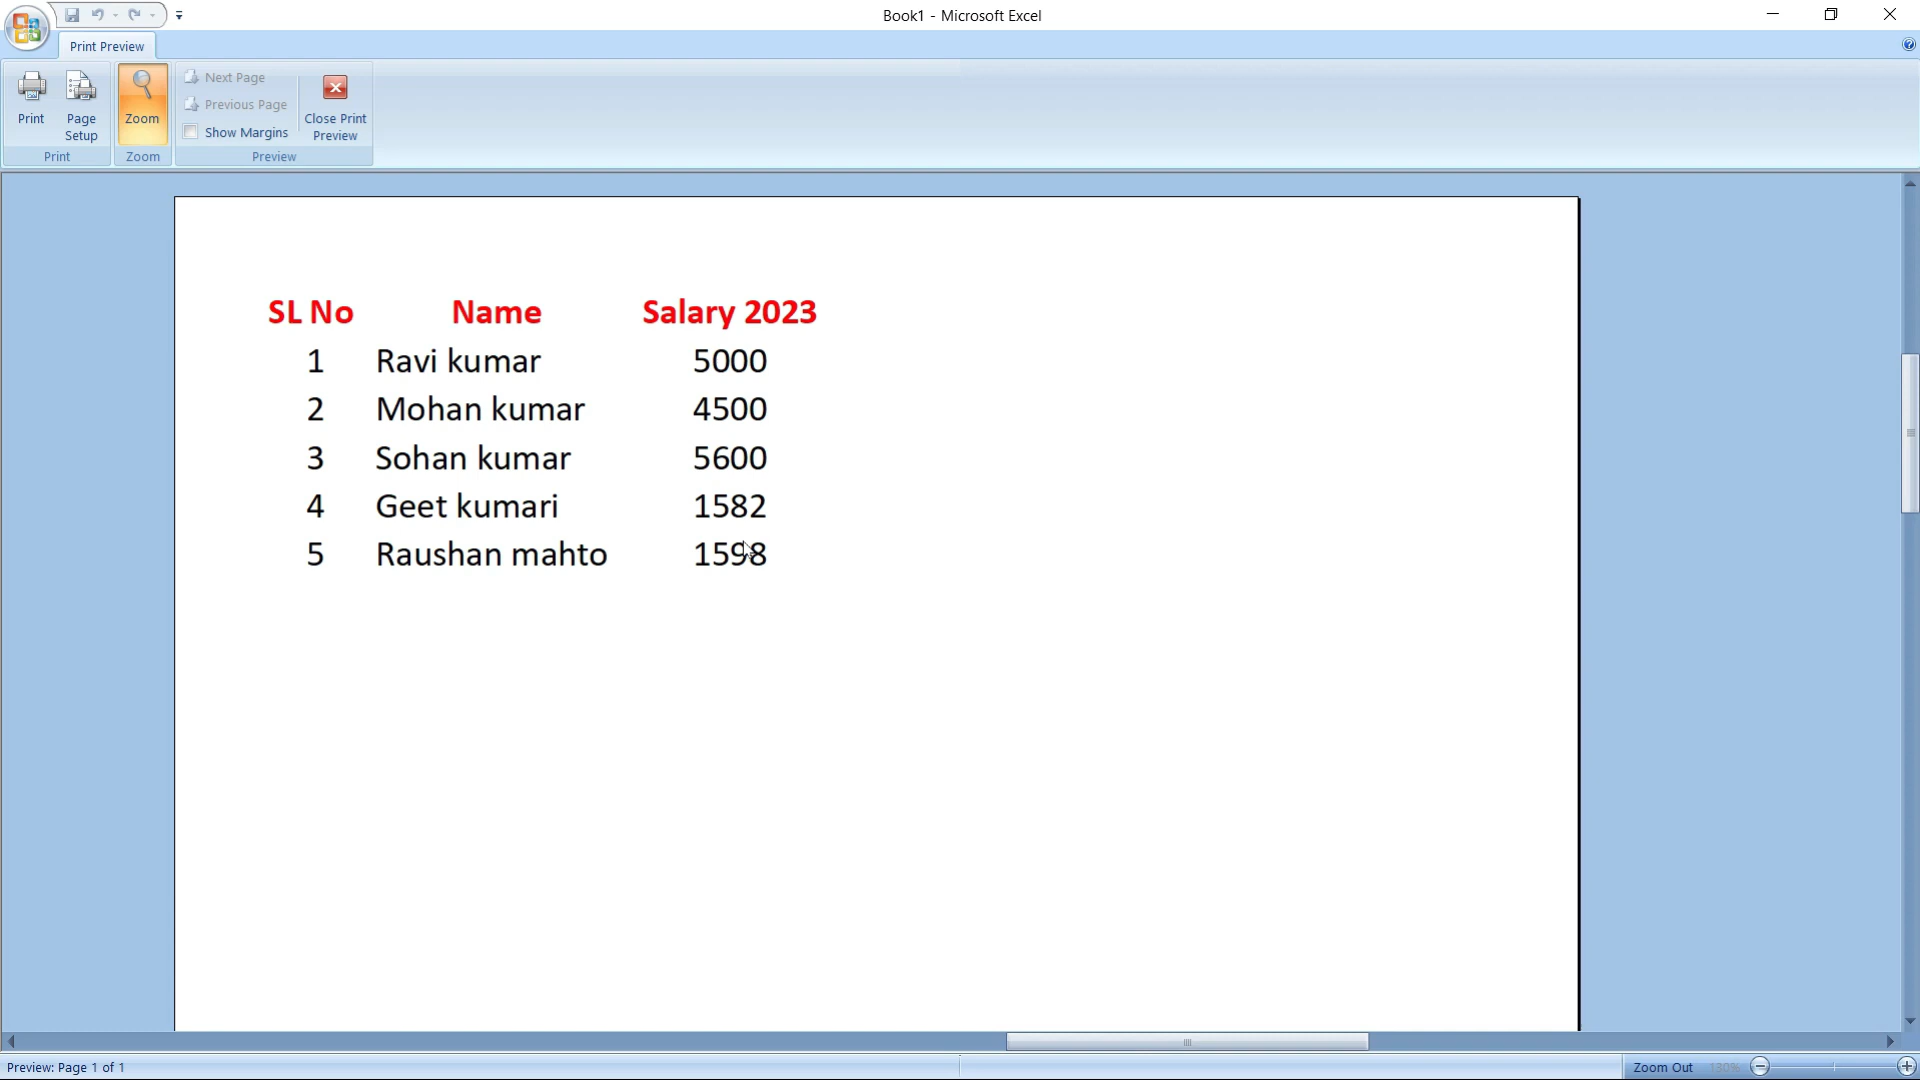 Book1 - Microsoft Excel
Print Preview
Print
Page Setup
Zoom
Next Page
Previous Page
Show Margins
Close Print Preview
Print
Zoom
Preview
SL No Name Salary 2023
1 Ravi kumar 5000
2 Mohan kumar 4500
3 Sohan kumar 5600
4 Geet kumari 1582
5 Raushan mahto 1598
Preview: Page 1 of 1
Zoom Out 130%